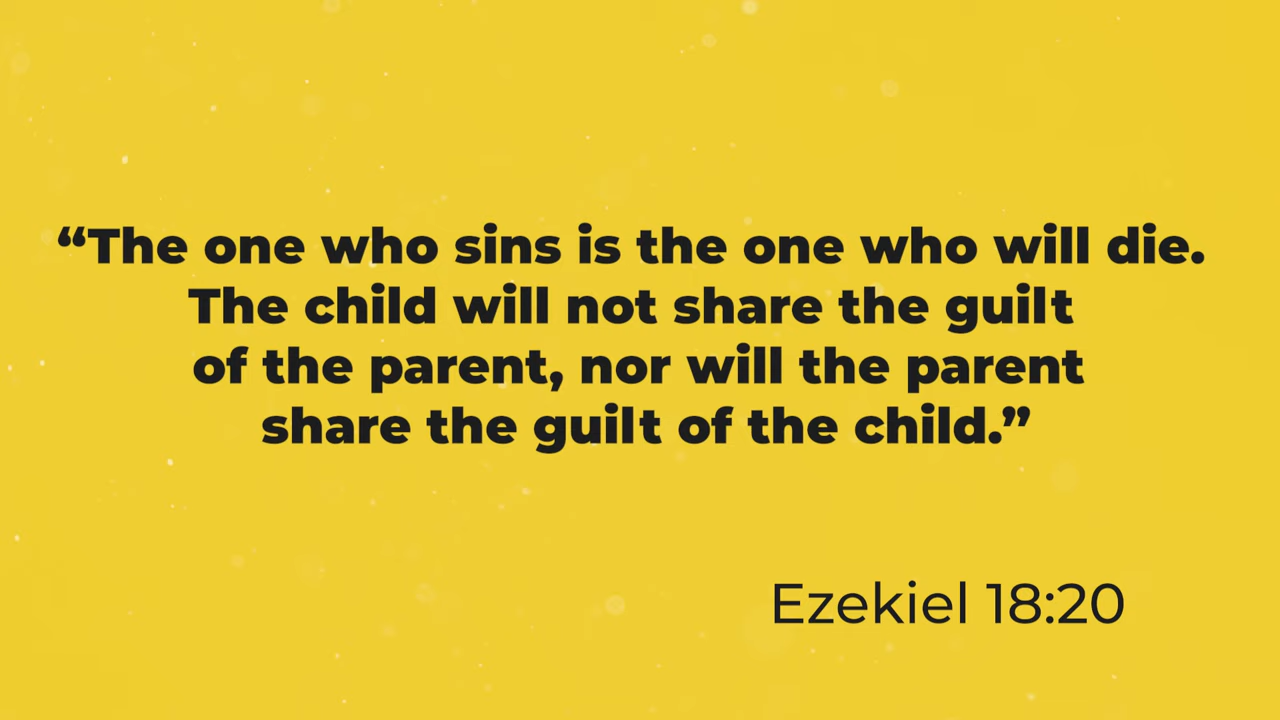 “The one who sins is the one who will die.
The child will not share the guilt
of the parent, nor will the parent
share the guilt of the child.”
Ezekiel 18:20